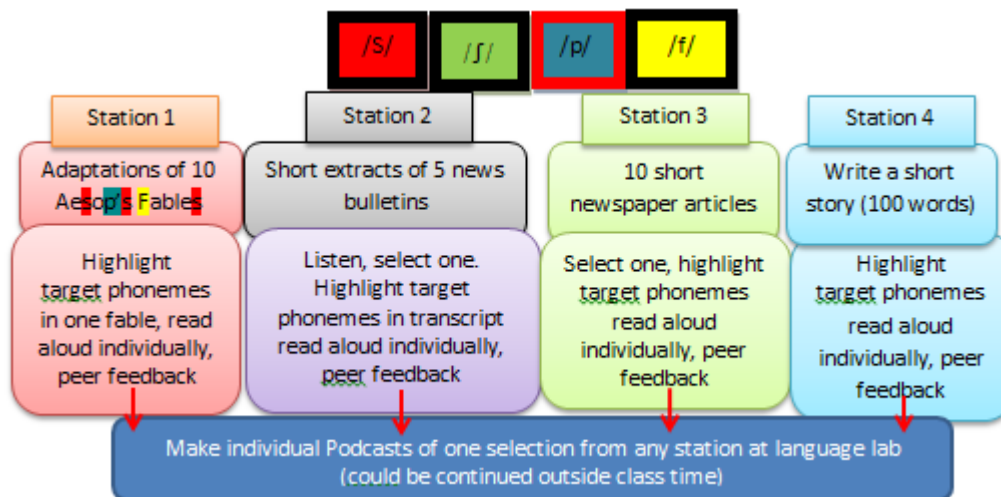 /S/ /ʃ/ /p/ /f/
Station 1
Adaptations of 10
Aesop's Fables
Highlight
target phonemes
in one fable, read
aloud individually,
peer feedback
Station 2
Short extracts of 5 news
bulletins
Listen, select one.
Highlight target
phonemes in transcript
read aloud individually,
peer feedback
Station 3
10 short
newspaper articles
Select one, highlight
target phonemes
read aloud
individually, peer
feedback
Station 4
Write a short
story (100 words)
Highlight
target phonemes
read aloud
individually, peer
feedback
Make individual Podcasts of one selection from any station at language lab
(could be continued outside class time)